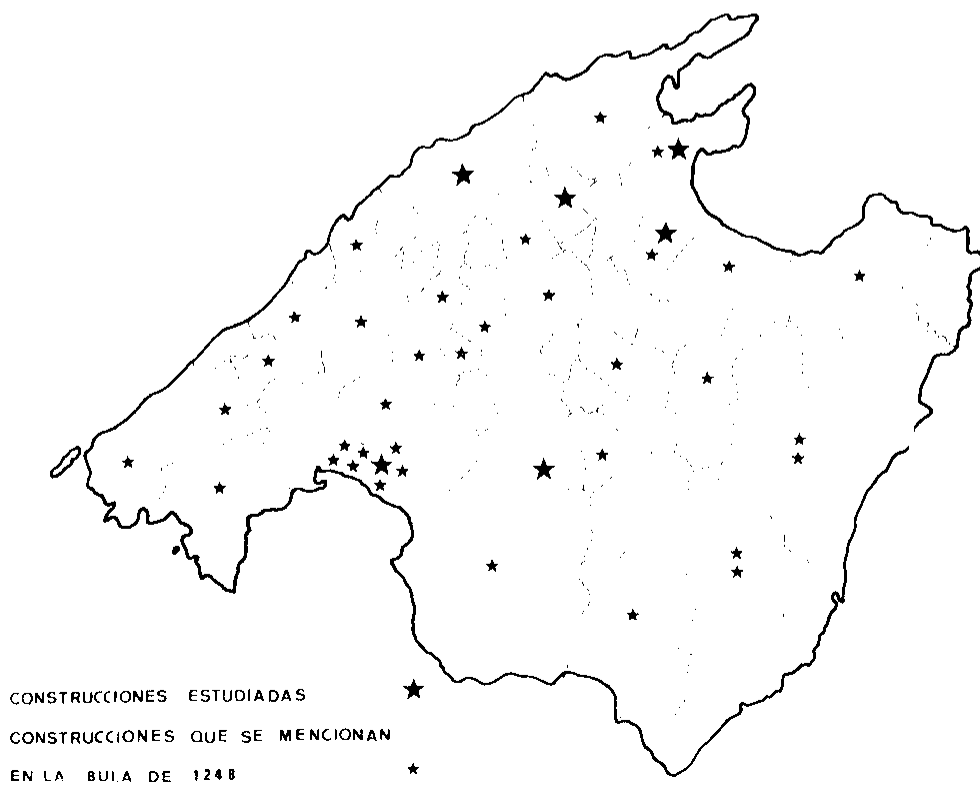 CONSTRUCCIONES ESTUDIADAS
CONSTRUCCIONES QUE SE MENCIONAN
EN LA BULA DE 1248